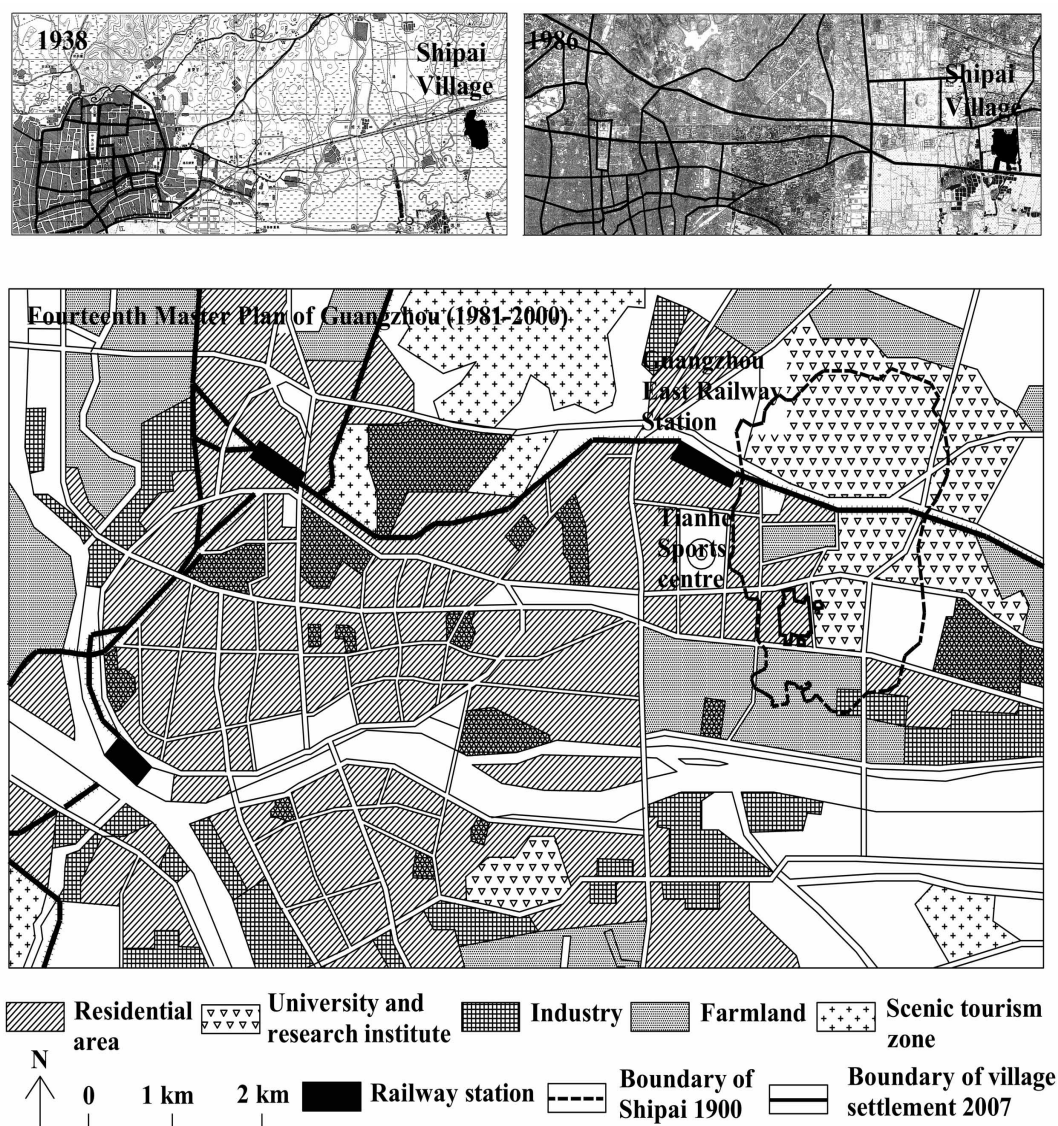 1938
Shipai
Village
1986
Shipai
Village
Fourteenth Master Plan of Guangzhou (1981-2000)
Guangzhou
East Railway
Station
Tianhe
Sports
centre
Residential
area
University and
research institute
Industry
Farmland
Scenic tourism
zone
N
0 1 km 2 km
Railway station
Boundary of
Shipai 1900
Boundary of village
settlement 2007